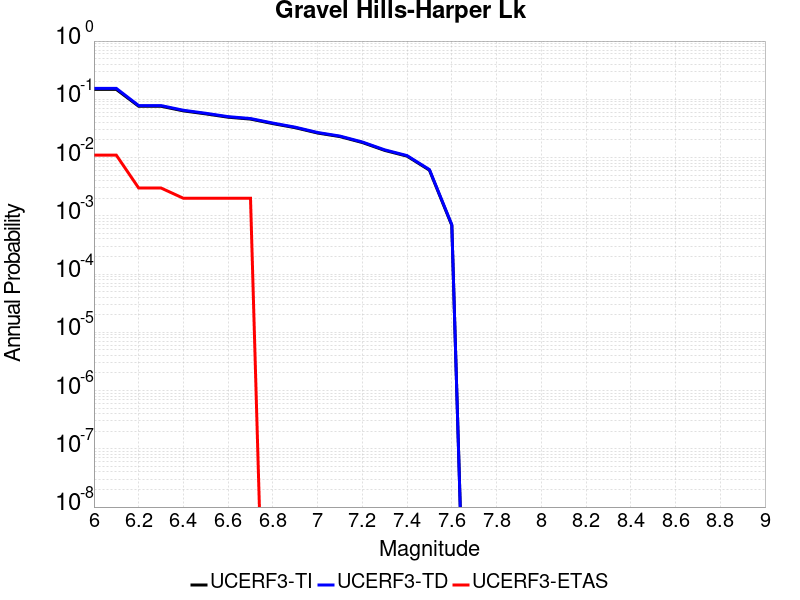 Gravel Hills-Harper Lk
10^0
10^-1
10^-2
10^-3
10^-4
10^-5
10^-6
10^-7
10^-8
Annual Probability
6 6.2 6.4 6.6 6.8 7 7.2 7.4 7.6 7.8 8 8.2 8.4 8.6 8.8 9
Magnitude
UCERF3-TI UCERF3-TD UCERF3-ETAS